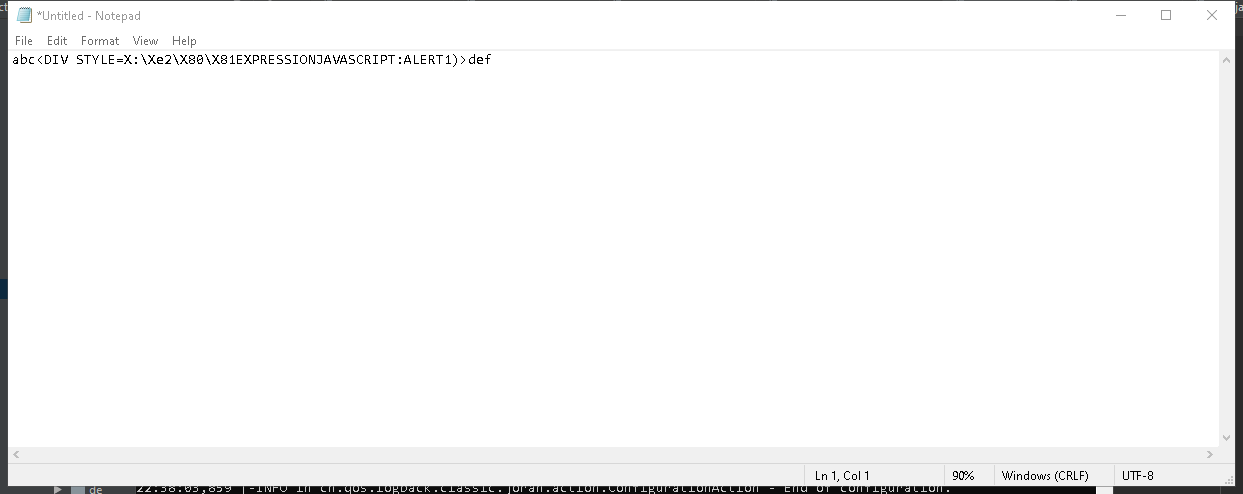 *Untitled - Notepad
File Edit Format View Help
abc<DIV STYLE=X:\Xe2\X80\X81EXPRESSIONJAVASCRIPT:ALERT1)>def
Ln 1, Col 1 90% Windows (CRLF) UTF-8
de 22:38:03,859 |-INFO in ch.qos.logback.classic.joran.action.ConfigurationAction - End of configuration.